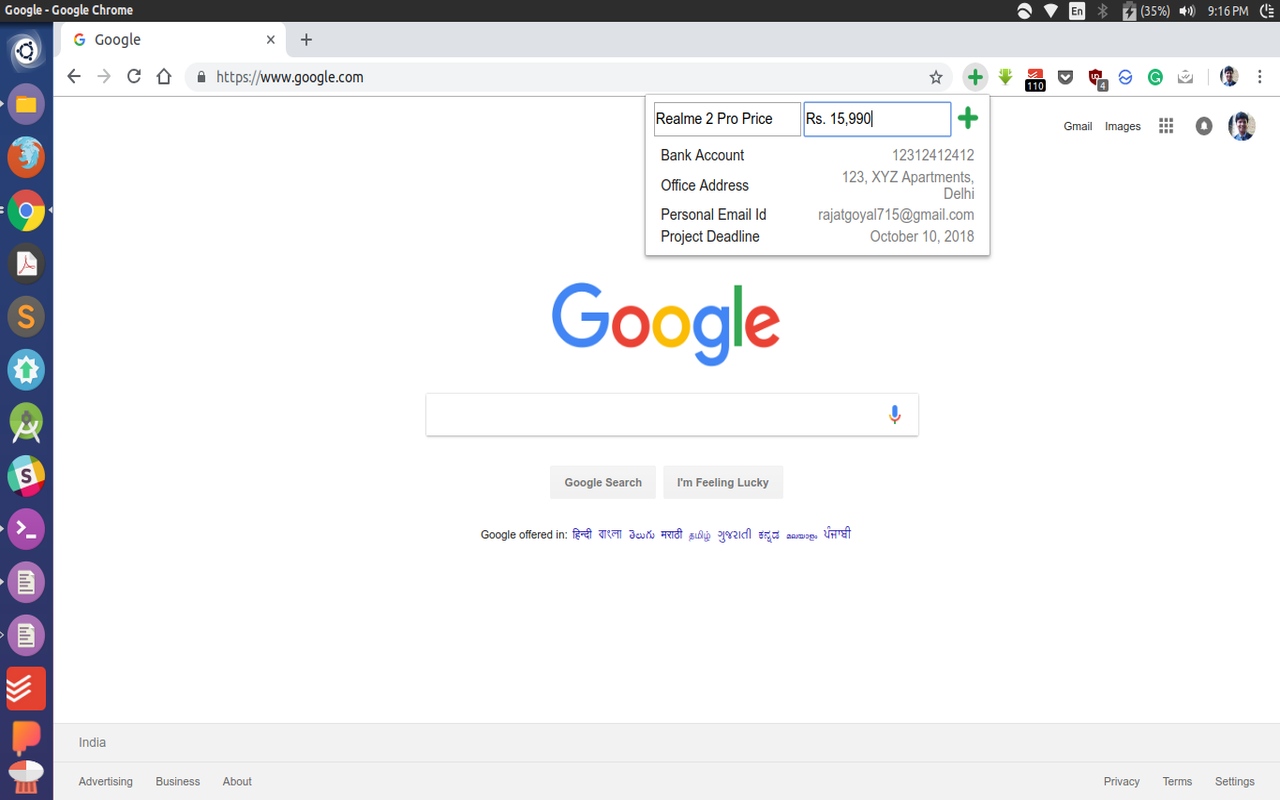 Google - Google Chrome
En
(35%)
9:16 PM
Google
https://www.google.com
110
4
Realme 2 Pro Price
Rs. 15,990
Bank Account
12312412412
Office Address
123, XYZ Apartments,
Delhi
Personal Email Id
rajatgoyal715@gmail.com
Project Deadline
October 10, 2018
Gmail
Images
Google
Google Search
I'm Feeling Lucky
Google offered in: हिन्दी বাংলা తెలుగు मराठी தமிழ் ગુજરાતી ಕನ್ನಡ മലയാളം ਪੰਜਾਬੀ
India
Advertising
Business
About
Privacy
Terms
Settings